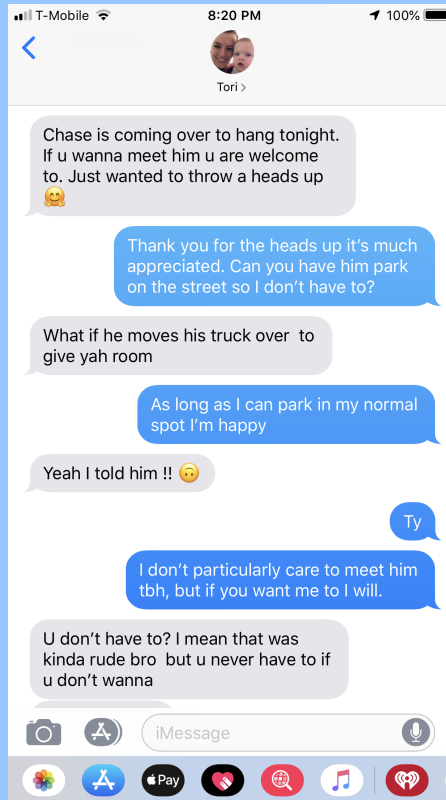 T-Mobile 8:20 PM 100%
Tori
Chase is coming over to hang tonight.
If u wanna meet him u are welcome
to. Just wanted to throw a heads up
🤗
Thank you for the heads up it's much
appreciated. Can you have him park
on the street so I don't have to?
What if he moves his truck over to
give yah room
As long as I can park in my normal
spot I'm happy
Yeah I told him !! 🙃
Ty
I don't particularly care to meet him
tbh, but if you want me to I will.
U don't have to? I mean that was
kinda rude bro but u never have to if
u don't wanna
iMessage
Pay